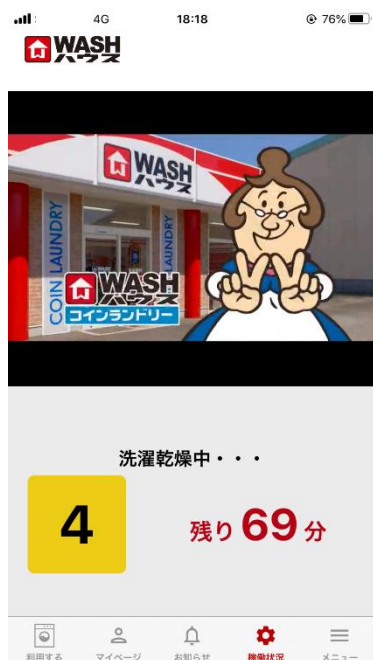 4G 18:18 76%
WASH
ハウス
WASH
ハウス
COIN LAUNDRY
LAUNDRY
WASH
ハウス
コインランドリー
洗濯乾燥中・・・
4
残り 69 分
利用する マイページ お知らせ 稼働状況 メニュー